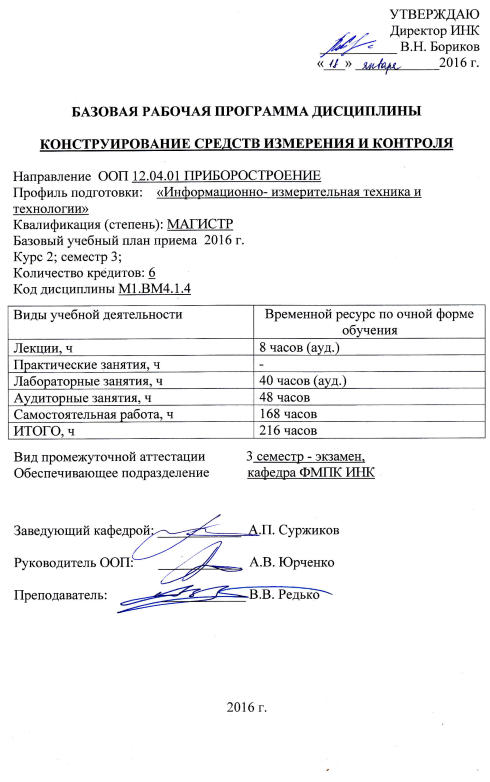 УТВЕРЖДАЮ
Директор ИНК
В.Н. Бориков
« » января 2016 г.
БАЗОВАЯ РАБОЧАЯ ПРОГРАММА ДИСЦИПЛИНЫ
КОНСТРУИРОВАНИЕ СРЕДСТВ ИЗМЕРЕНИЯ И КОНТРОЛЯ
Направление ООП 12.04.01 ПРИБОРОСТРОЕНИЕ
Профиль подготовки: «Информационно- измерительная техника и
технологии»
Квалификация (степень): МАГИСТР
Базовый учебный план приема 2016 г.
Курс 2; семестр 3;
Количество кредитов: 6
Код дисциплины М1.ВМ4.1.4
Виды учебной деятельности Временной ресурс по очной форме
обучения
Лекции, ч 8 часов (ауд.)
Практические занятия, ч -
Лабораторные занятия, ч 40 часов (ауд.)
Аудиторные занятия, ч 48 часов
Самостоятельная работа, ч 168 часов
ИТОГО, ч 216 часов
Вид промежуточной аттестации 3 семестр - экзамен,
Обеспечивающее подразделение кафедра ФМПК ИНК
Заведующий кафедрой: А.П. Суржиков
Руководитель ООП: А.В. Юрченко
Преподаватель: В.В. Редько
2016 г.